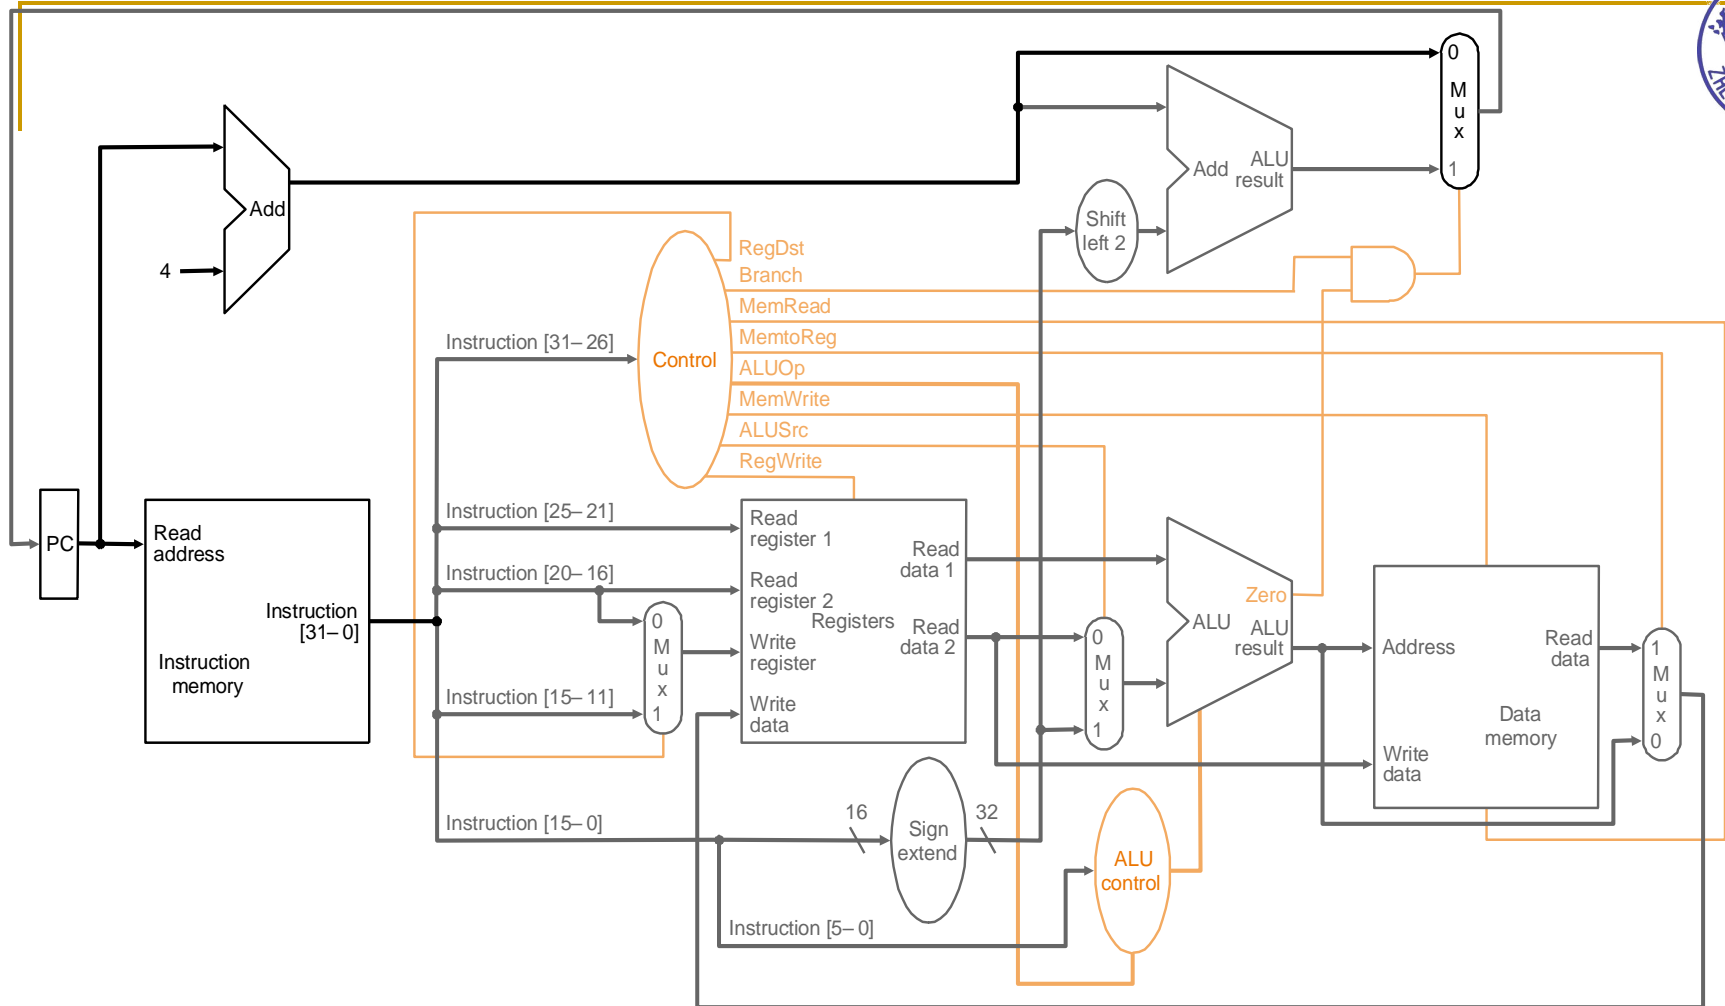 0
M
u
x
1
ZHE
Add
ALU
result
Shift
left 2
Add
4
RegDst
Branch
MemRead
MemtoReg
ALUOp
MemWrite
ALUSrc
RegWrite
Control
Instruction [31–26]
Instruction [25–21]
Instruction [20–16]
Instruction [15–11]
Instruction [15–0]
Instruction [5–0]
PC
Read
address
Instruction
[31–0]
Instruction
memory
0
M
u
x
1
Read
register 1
Read
register 2
Registers
Write
register
Write
data
Read
data 1
Read
data 2
0
M
u
x
1
Zero
ALU
ALU
result
Address
Read
data
Data
memory
Write
data
1
M
u
x
0
16
Sign
extend
32
ALU
control